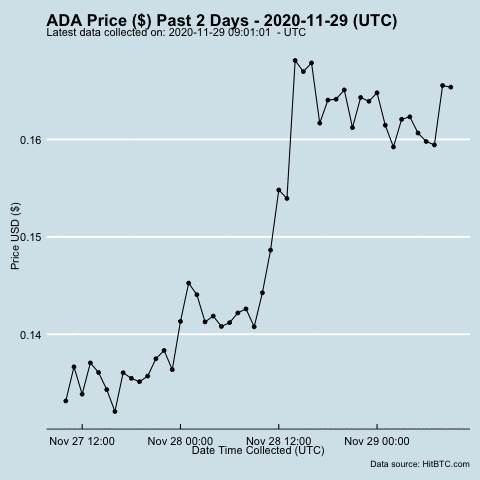 ADA Price ($) Past 2 Days - 2020-11-29 (UTC)
Latest data collected on: 2020-11-29 09:01:01 - UTC
0.16
0.15
0.14
Price USD ($)
Nov 27 12:00 Nov 28 00:00 Nov 28 12:00 Nov 29 00:00
Date Time Collected (UTC)
Data source: HitBTC.com